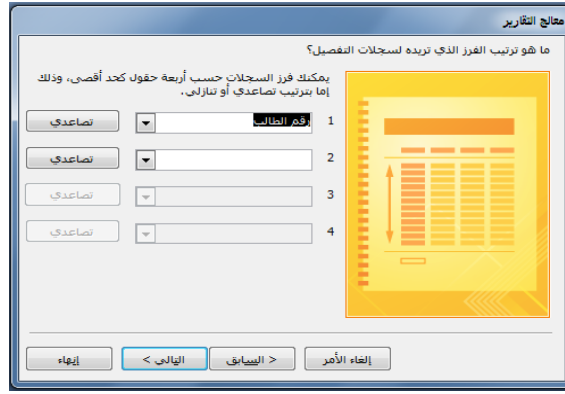 معالج التقارير
ما هو ترتيب الفرز الذي تريده لسجلات التفصيل؟
يمكنك فرز السجلات حسب أربعة حقول كحد أقصى، وذلك
إما بترتيب تصاعدي أو تنازلي.
1 رقم الطالب تصاعدي
2 تصاعدي
3 تصاعدي
4 تصاعدي
إلغاء الأمر < السابق التالي > إنهاء